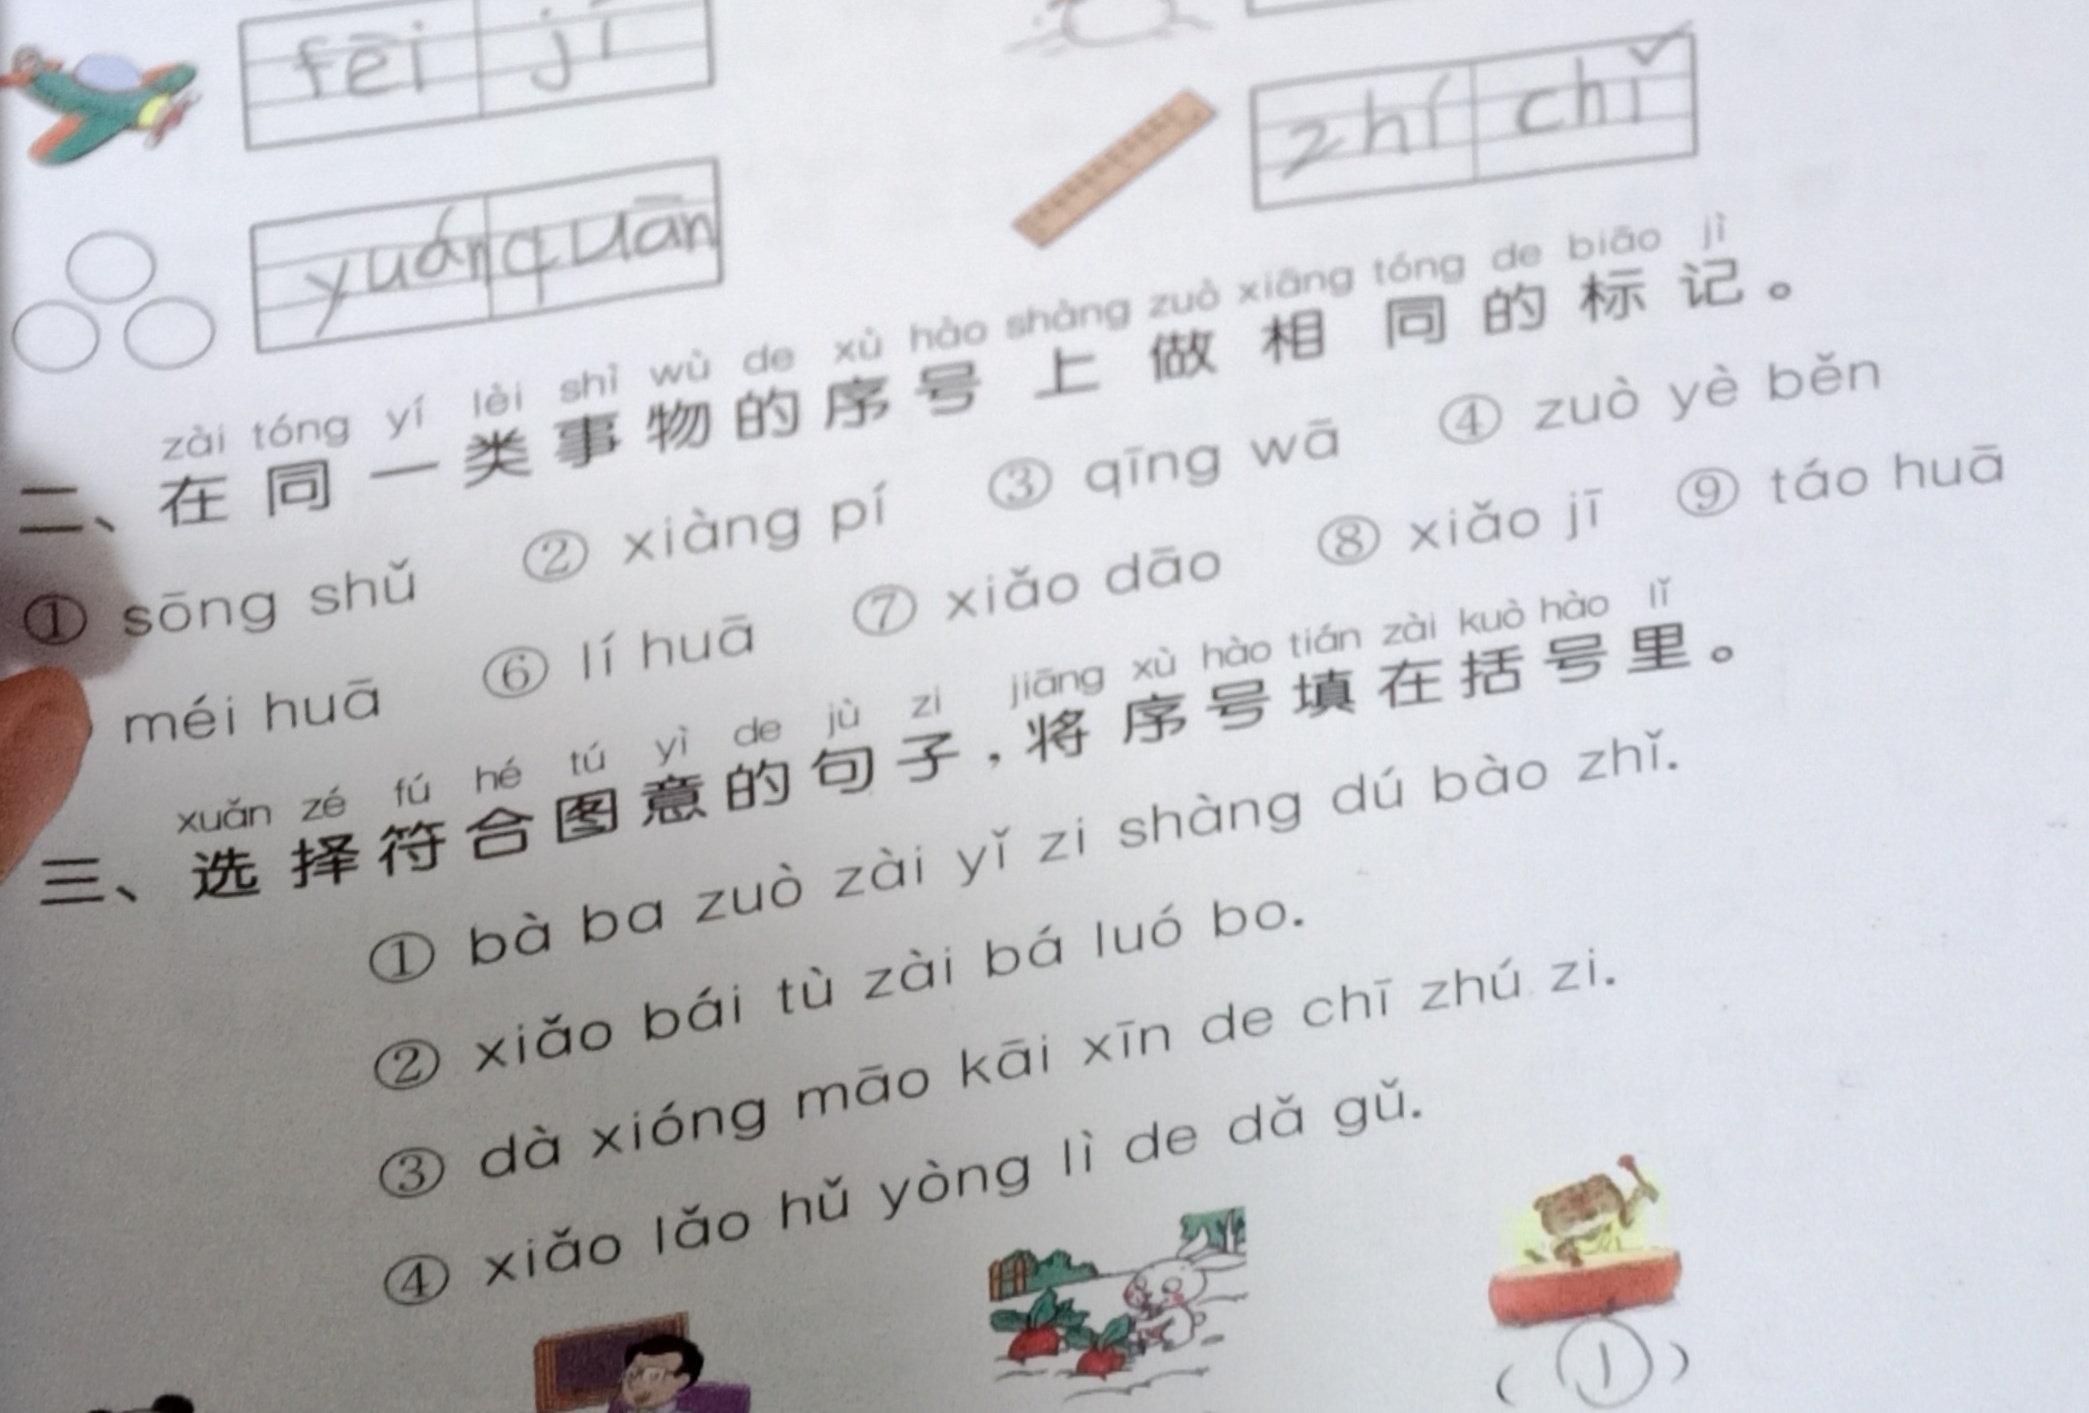 fēi jī
zhí chǐ
yuán quān
zài tóng yí lèi shì wù de xù hào shàng zuò xiāng tóng de biāo jì
二、在同一类事物的序号上做相同的标记。
① sōng shǔ ② xiàng pí ③ qīng wā ④ zuò yè běn
méi huā ⑥ lí huā ⑦ xiǎo dāo ⑧ xiǎo jī ⑨ táo huā
xuǎn zé fú hé tú yì de jù zi jiāng xù hào tián zài kuò hào lǐ
三、选择符合图意的句子,将序号填在括号里。
① bà ba zuò zài yǐ zi shàng dú bào zhǐ.
② xiǎo bái tù zài bá luó bo.
③ dà xióng māo kāi xīn de chī zhú zi.
④ xiǎo lǎo hǔ yòng lì de dǎ gǔ.
(①)